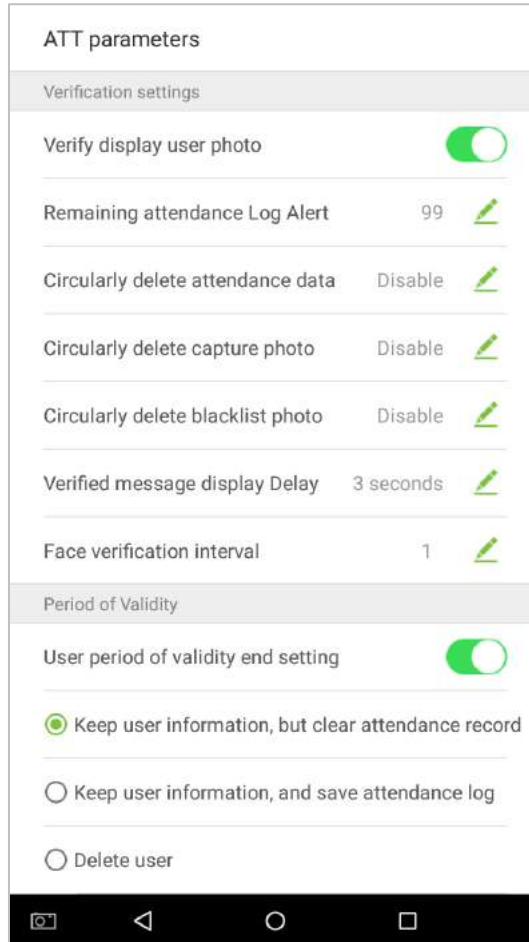 ATT parameters
Verification settings
Verify display user photo
Remaining attendance Log Alert 99
Circularly delete attendance data Disable
Circularly delete capture photo Disable
Circularly delete blacklist photo Disable
Verified message display Delay 3 seconds
Face verification interval 1
Period of Validity
User period of validity end setting
Keep user information, but clear attendance record
Keep user information, and save attendance log
Delete user